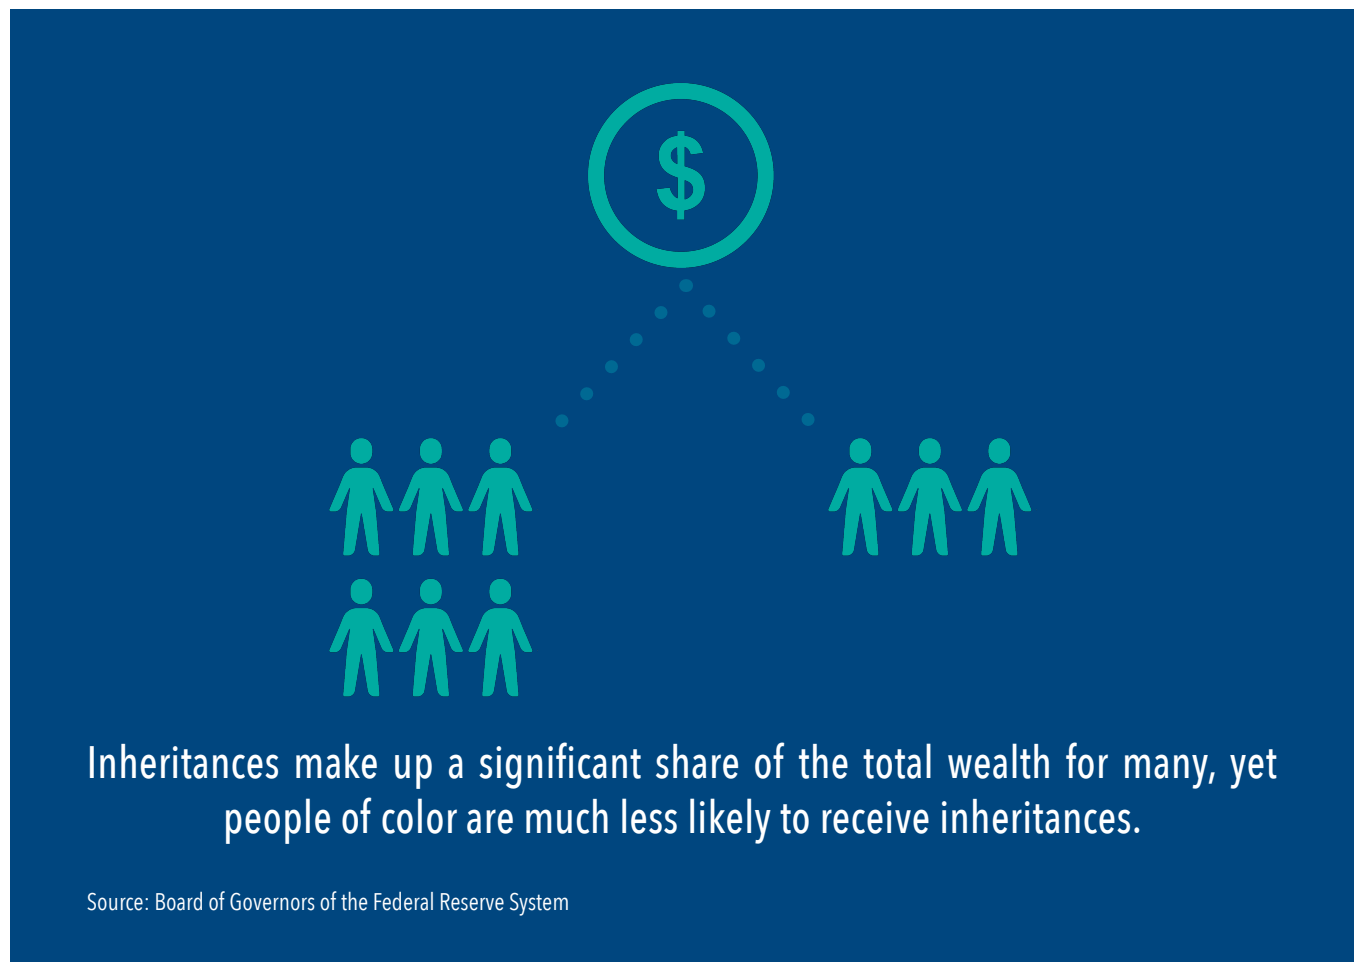 $
Inheritances make up a significant share of the total wealth for many, yet
people of color are much less likely to receive inheritances.
Source: Board of Governors of the Federal Reserve System